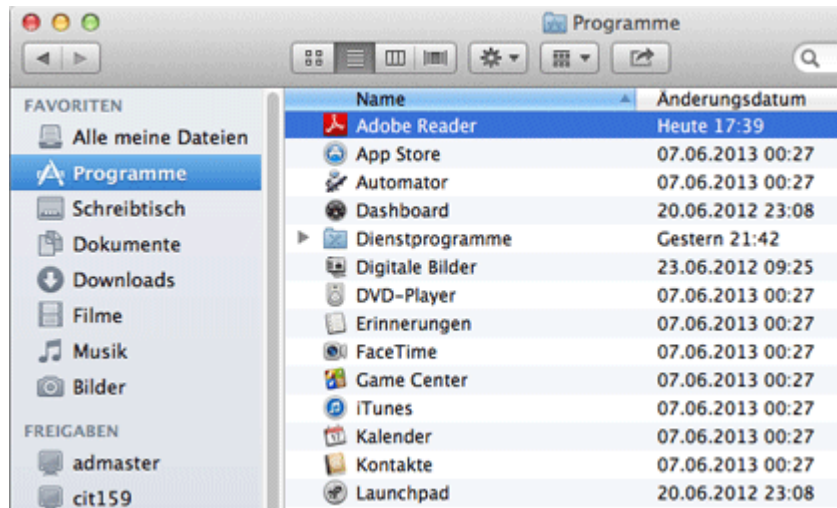 Programme
FAVORITEN
Alle meine Dateien
Programme
Schreibtisch
Dokumente
Downloads
Filme
Musik
Bilder
FREIGABEN
admaster
cit159
Name Änderungsdatum
Adobe Reader Heute 17:39
App Store 07.06.2013 00:27
Automator 07.06.2013 00:27
Dashboard 20.06.2012 23:08
Dienstprogramme Gestern 21:42
Digitale Bilder 23.06.2012 09:25
DVD-Player 07.06.2013 00:27
Erinnerungen 07.06.2013 00:27
FaceTime 07.06.2013 00:27
Game Center 07.06.2013 00:27
iTunes 07.06.2013 00:27
Kalender 07.06.2013 00:27
Kontakte 07.06.2013 00:27
Launchpad 20.06.2012 23:08